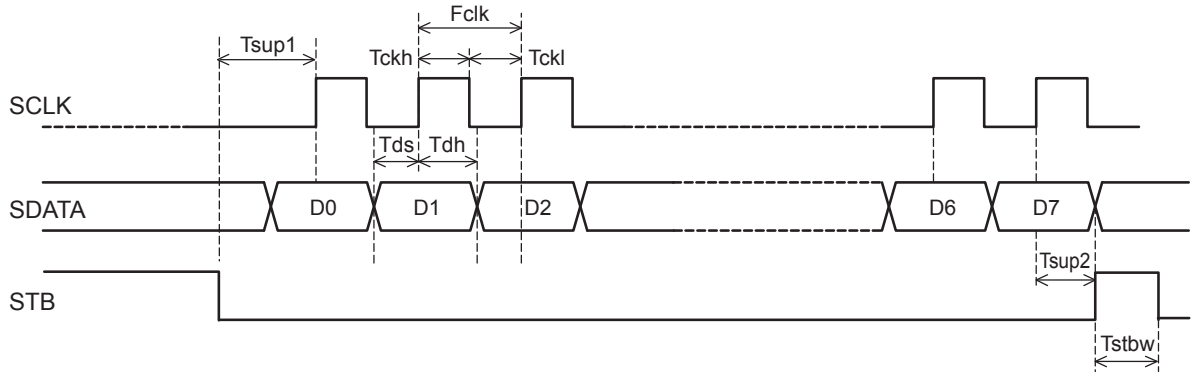 Fclk
Tsup1
Tckh Tckl
SCLK
Tds Tdh
SDATA D0 D1 D2 D6 D7
Tsup2
STB
Tstbw